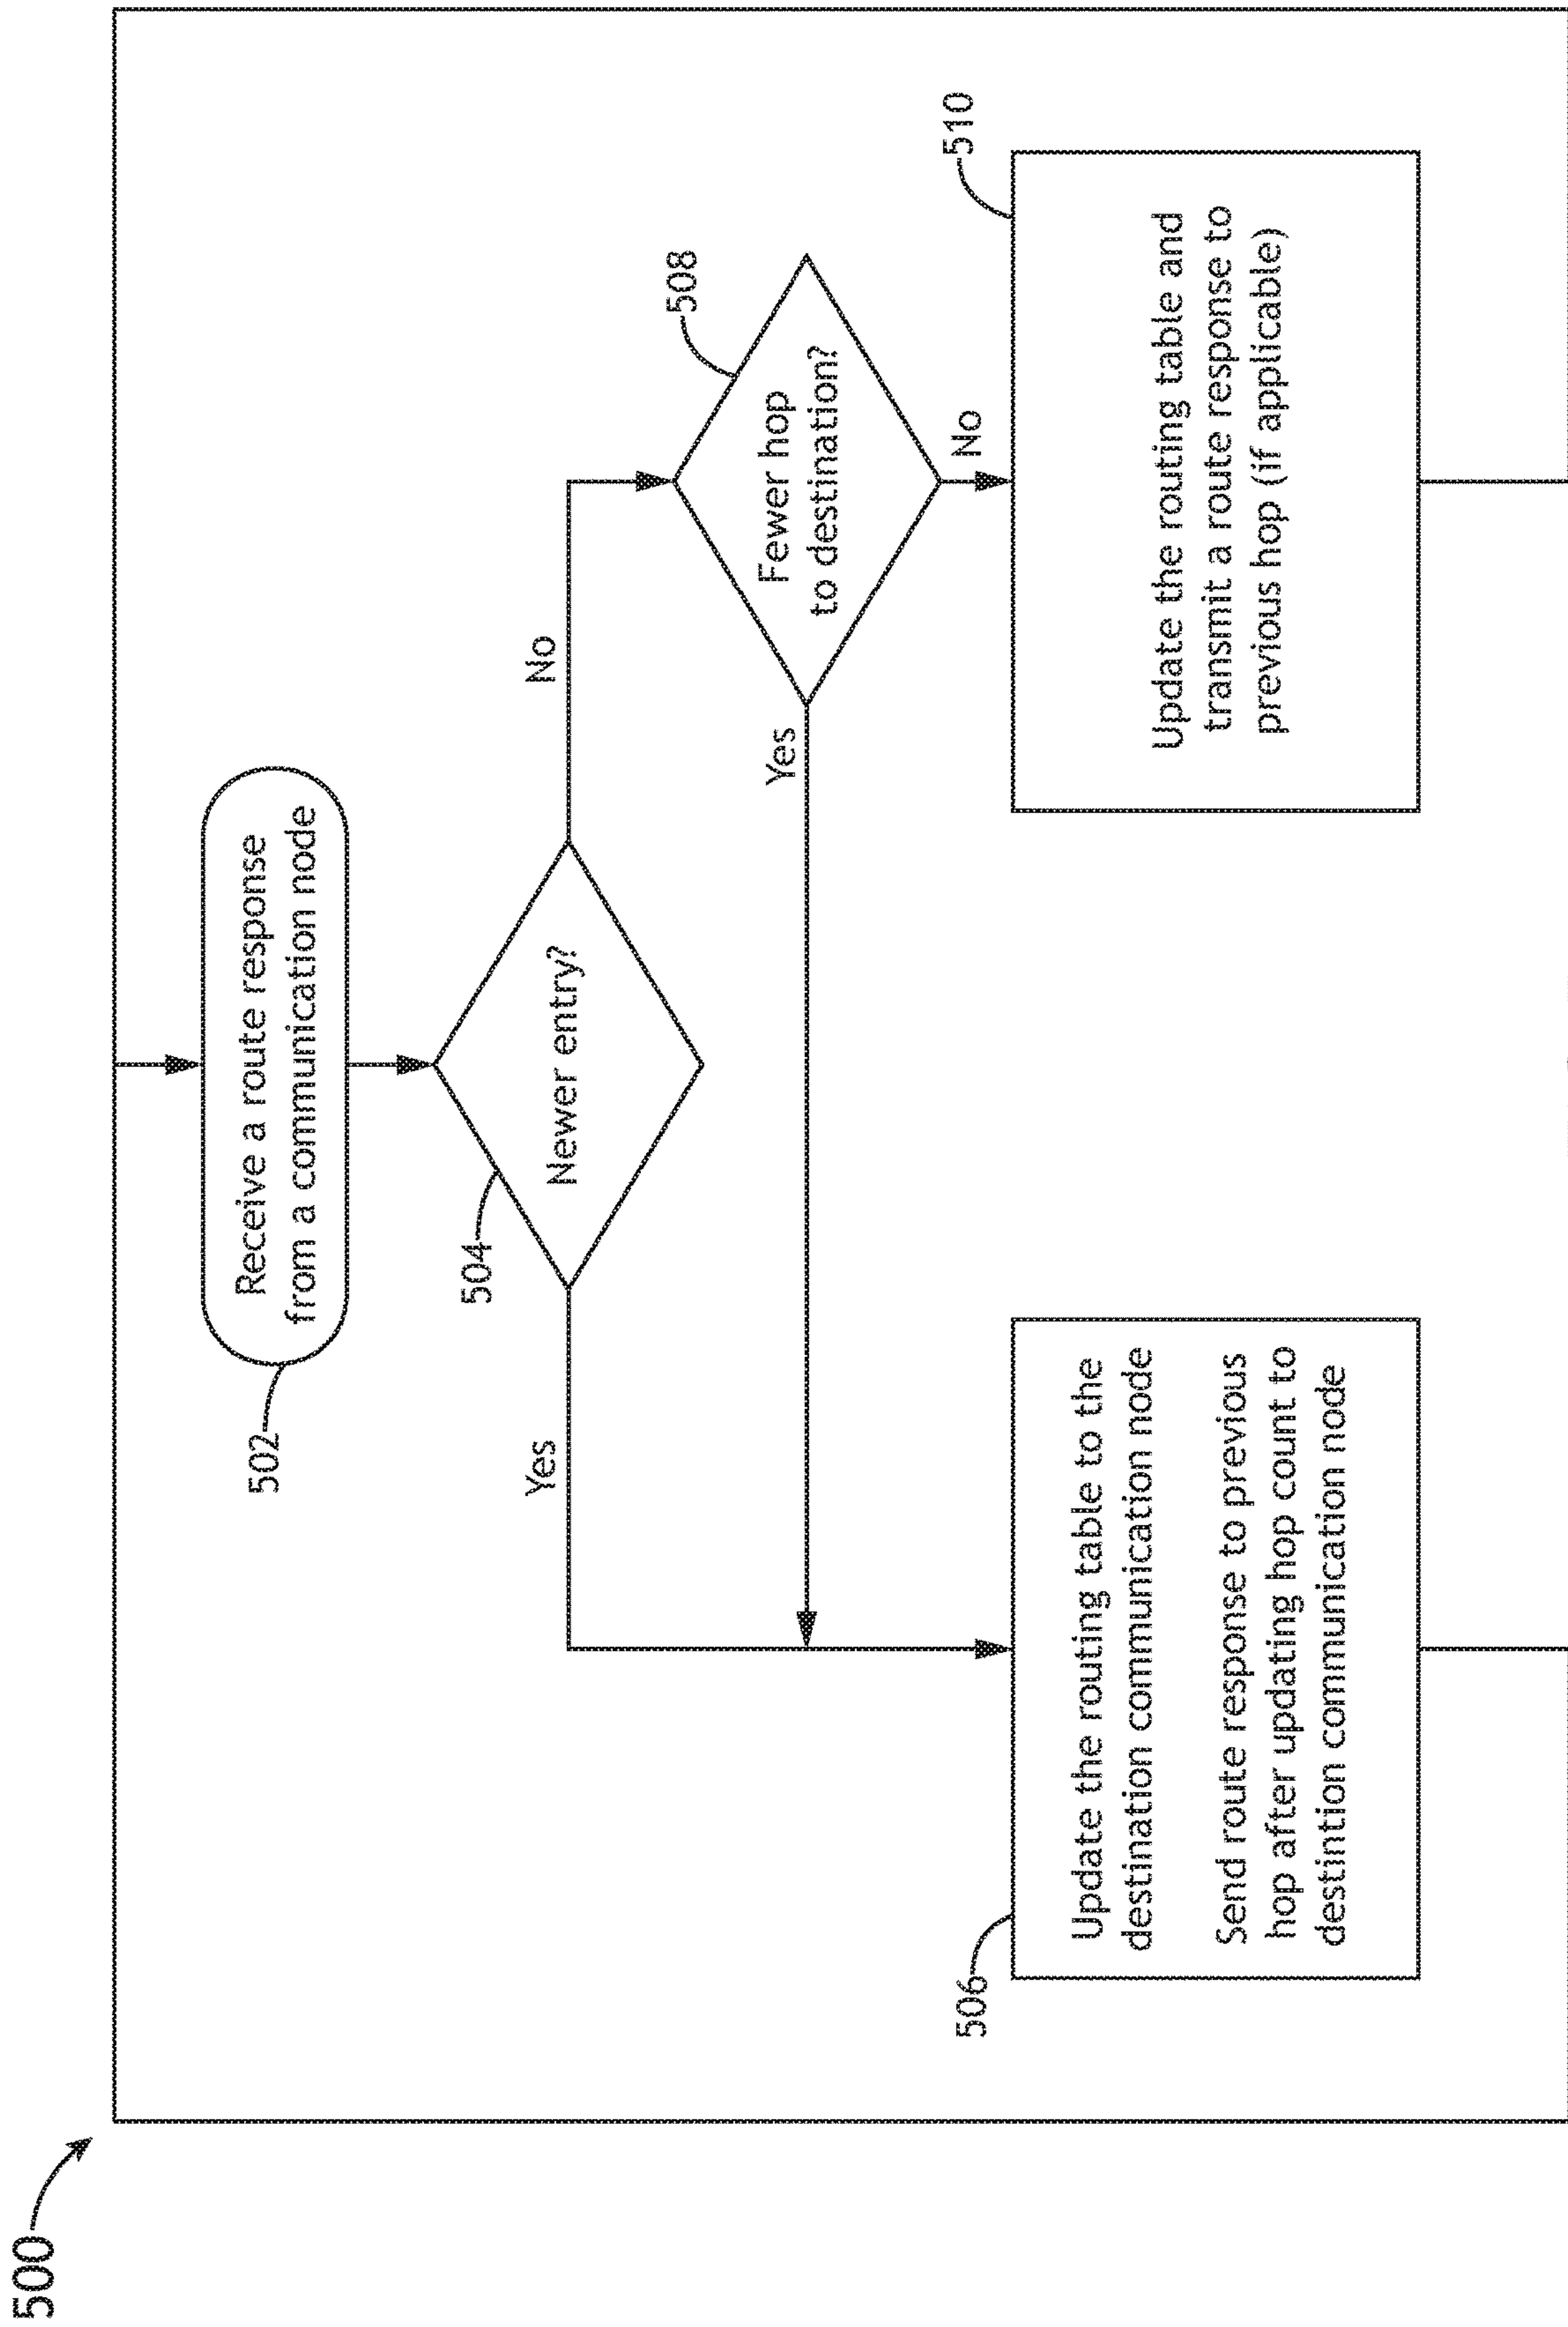 500
502
Receive a route response
from a communication node
504
Newer entry?
Yes
No
508
Fewer hop
to destination?
Yes
No
506
Update the routing table to the
destination communication node
Send route response to previous
hop after updating hop count to
destintion communication node
510
Update the routing table and
transmit a route response to
previous hop (if applicable)